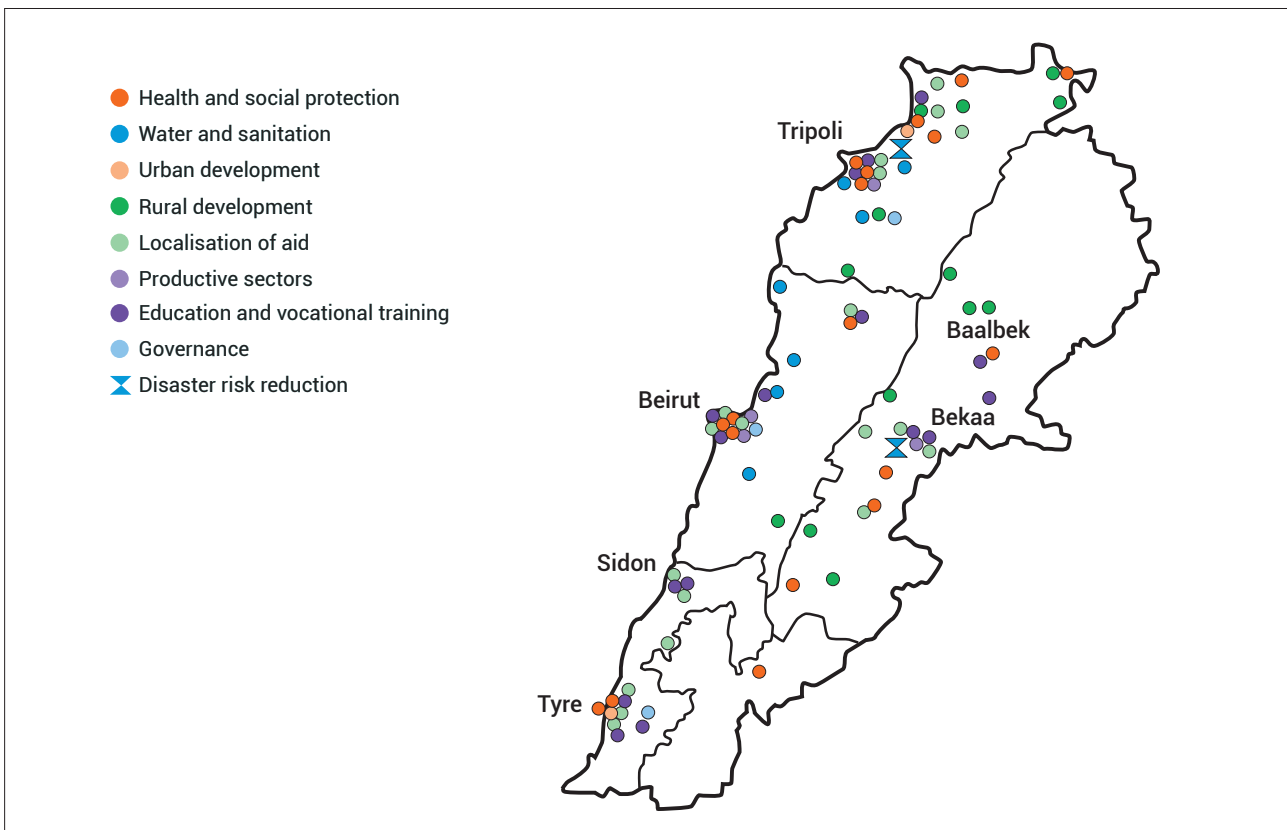 Health and social protection
Water and sanitation
Urban development
Rural development
Localisation of aid
Productive sectors
Education and vocational training
Governance
Disaster risk reduction
Tripoli
Baalbek
Beirut
Bekaa
Sidon
Tyre